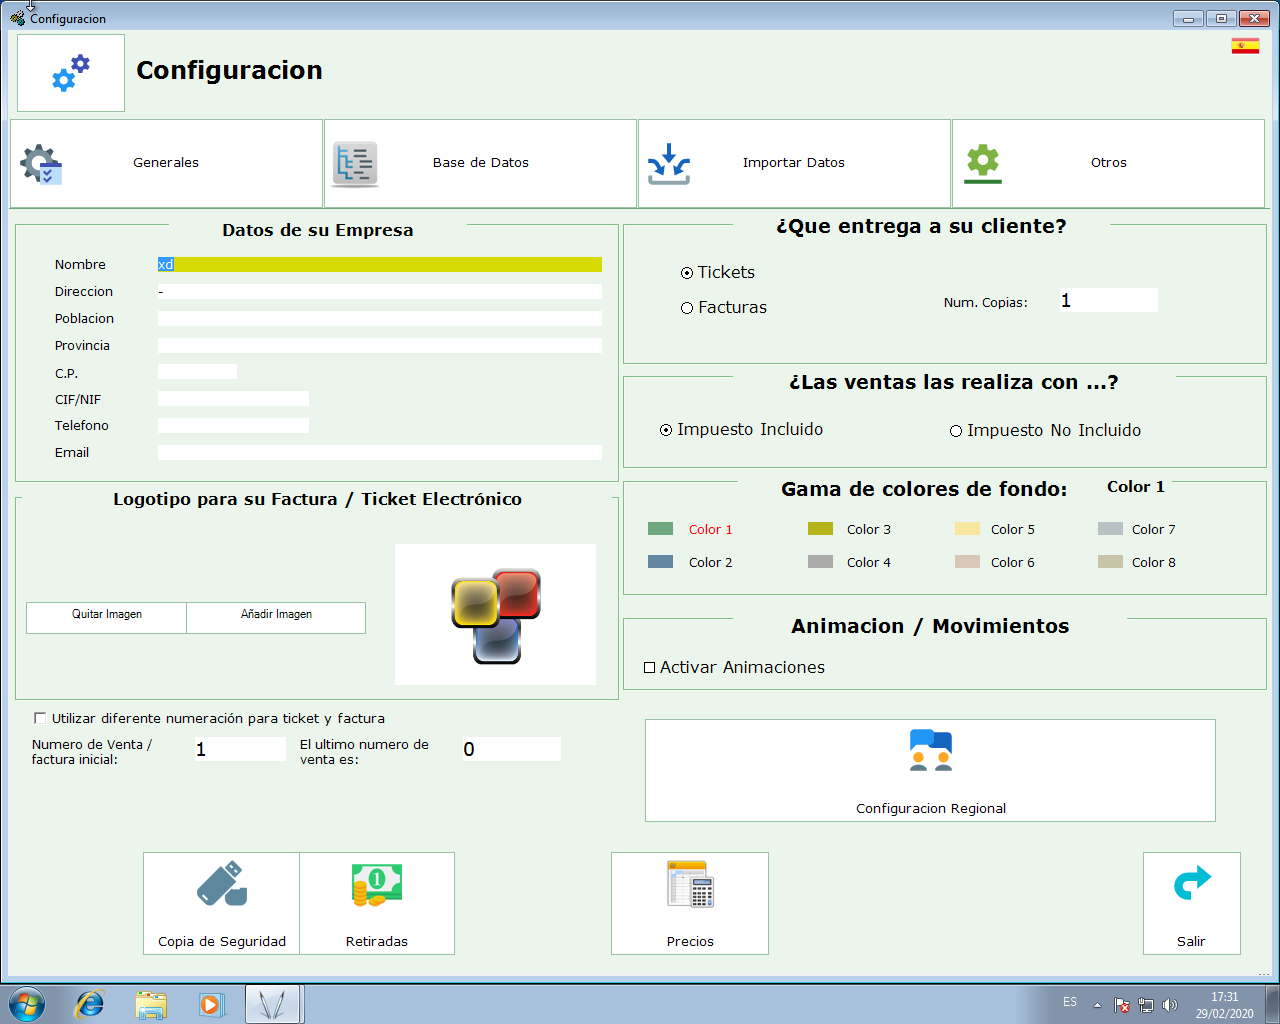 Configuracion
Configuracion
Generales
Base de Datos
Importar Datos
Otros
Datos de su Empresa
Nombre
xd
Direccion
-
Poblacion
Provincia
C.P.
CIF/NIF
Telefono
Email
¿Que entrega a su cliente?
Tickets
Facturas
Num. Copias:
1
¿Las ventas las realiza con ...?
Impuesto Incluido
Impuesto No Incluido
Logotipo para su Factura / Ticket Electrónico
Quitar Imagen
Añadir Imagen
Gama de colores de fondo:
Color 1
Color 1
Color 3
Color 5
Color 7
Color 2
Color 4
Color 6
Color 8
Animacion / Movimientos
Activar Animaciones
Utilizar diferente numeración para ticket y factura
Numero de Venta /
factura inicial:
1
El ultimo numero de
venta es:
0
Configuracion Regional
Copia de Seguridad
Retiradas
Precios
Salir
...
ES
17:31
29/02/2020